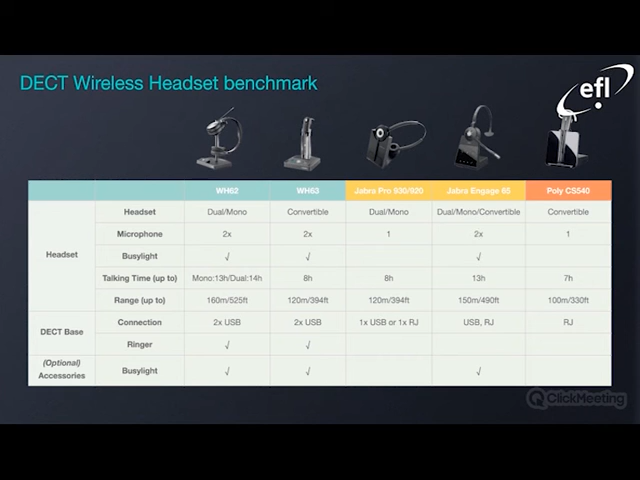 DECT Wireless Headset benchmark
efl
WH62 WH63 Jabra Pro 930/920 Jabra Engage 65 Poly CS540
Headset
Headset Dual/Mono Convertible Dual/Mono Dual/Mono/Convertible Convertible
Microphone 2x 2x 1 2x 1
Busylight √ √ √
Talking Time (up to) Mono:13h/Dual:14h 8h 8h 13h 7h
Range (up to) 160m/525ft 120m/394ft 120m/394ft 150m/490ft 100m/330ft
DECT Base
Connection 2x USB 2x USB 1x USB or 1x RJ USB, RJ RJ
Ringer √ √
(Optional)
Accessories
Busylight √ √ √
ClickMeeting